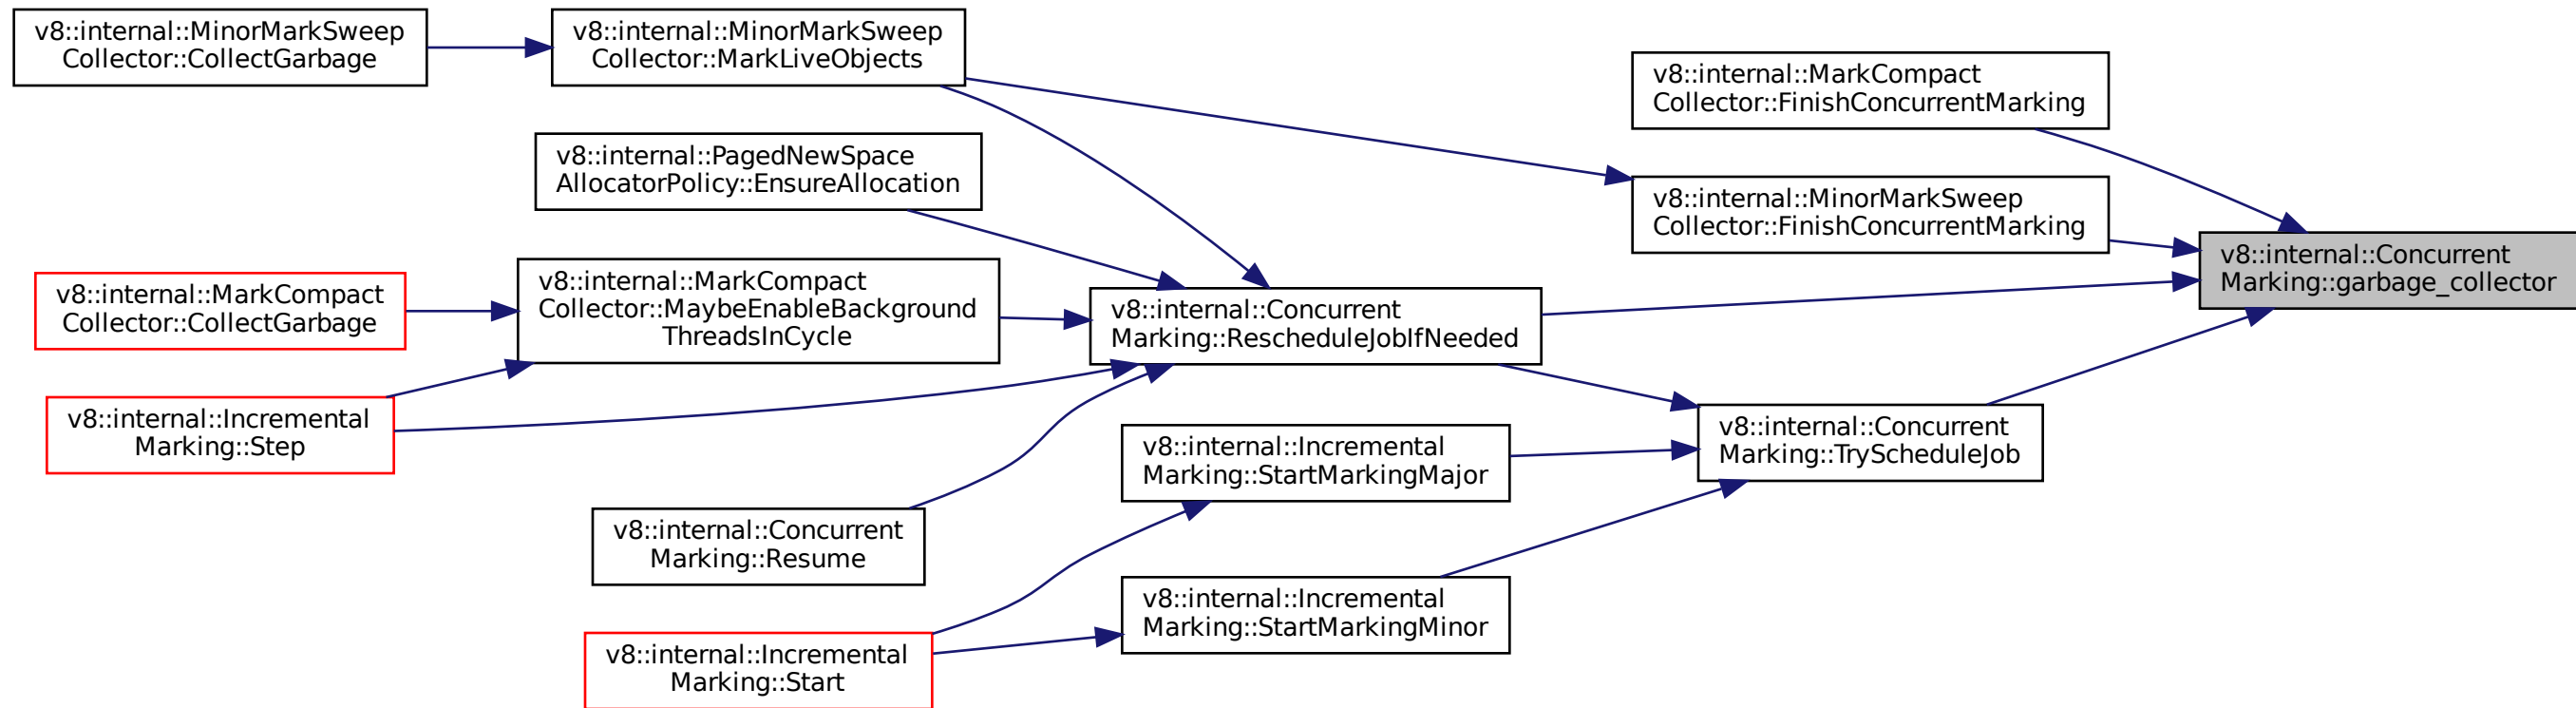 v8::internal::MinorMarkSweep
Collector::CollectGarbage
v8::internal::MinorMarkSweep
Collector::MarkLiveObjects
v8::internal::MarkCompact
Collector::FinishConcurrentMarking
v8::internal::PagedNewSpace
AllocatorPolicy::EnsureAllocation
v8::internal::MinorMarkSweep
Collector::FinishConcurrentMarking
v8::internal::Concurrent
Marking::garbage_collector
v8::internal::MarkCompact
Collector::CollectGarbage
v8::internal::MarkCompact
Collector::MaybeEnableBackground
ThreadsInCycle
v8::internal::Concurrent
Marking::RescheduleJobIfNeeded
v8::internal::Incremental
Marking::Step
v8::internal::Incremental
Marking::StartMarkingMajor
v8::internal::Concurrent
Marking::TryScheduleJob
v8::internal::Concurrent
Marking::Resume
v8::internal::Incremental
Marking::StartMarkingMinor
v8::internal::Incremental
Marking::Start